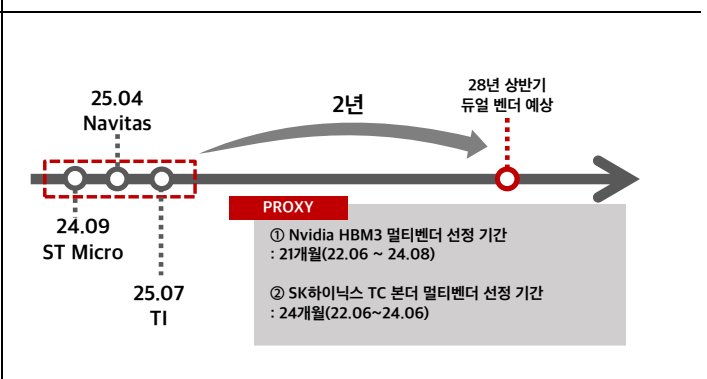 25.04
Navitas
2년
28년 상반기
듀얼 벤더 예상
24.09
ST Micro
25.07
TI
PROXY
① Nvidia HBM3 멀티벤더 선정 기간
: 21개월(22.06 ~ 24.08)
② SK하이닉스 TC 본더 멀티벤더 선정 기간
: 24개월(22.06~24.06)